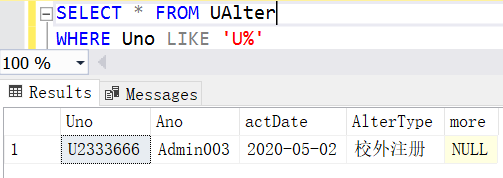 SELECT * FROM UAlter
WHERE Uno LIKE 'U%'
100 %
Results Messages
Uno Ano actDate AlterType more
1 U2333666 Admin003 2020-05-02 校外注册 NULL